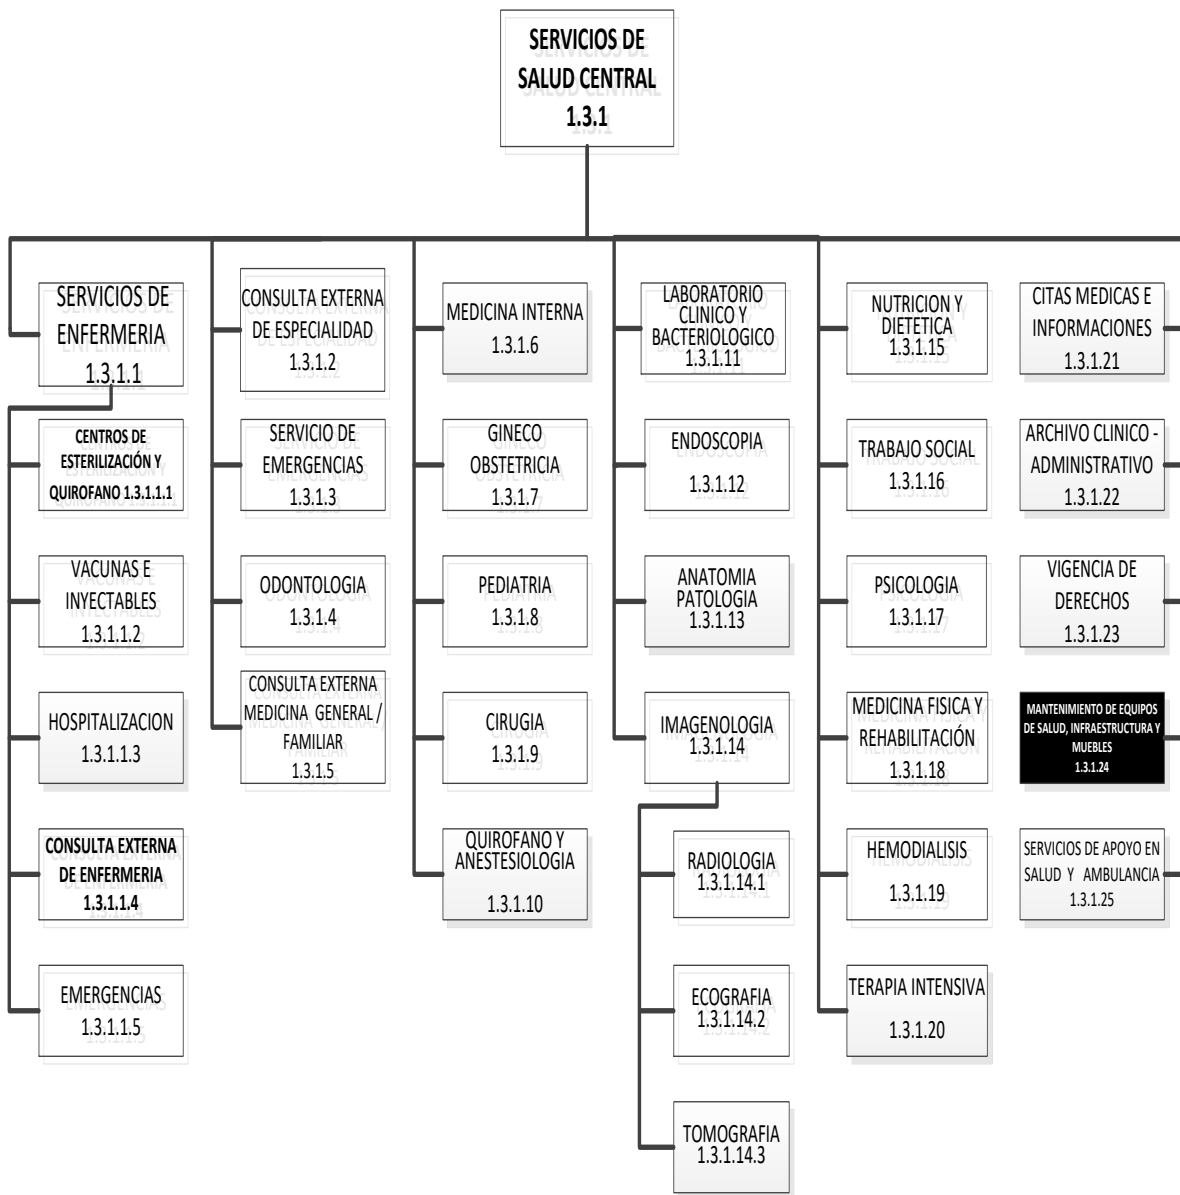 SERVICIOS DE
SALUD CENTRAL
1.3.1
SERVICIOS DE
ENFERMERIA
1.3.1.1
CENTROS DE
ESTERILIZACIÓN Y
QUIROFANO 1.3.1.1.1
VACUNAS E
INYECTABLES
1.3.1.1.2
HOSPITALIZACION
1.3.1.1.3
CONSULTA EXTERNA
DE ENFERMERIA
1.3.1.1.4
EMERGENCIAS
1.3.1.1.5
CONSULTA EXTERNA
DE ESPECIALIDAD
1.3.1.2
SERVICIO DE
EMERGENCIAS
1.3.1.3
ODONTOLOGIA
1.3.1.4
CONSULTA EXTERNA
MEDICINA GENERAL /
FAMILIAR
1.3.1.5
MEDICINA INTERNA
1.3.1.6
GINECO
OBSTETRICIA
1.3.1.7
PEDIATRIA
1.3.1.8
CIRUGIA
1.3.1.9
QUIROFANO Y
ANESTESIOLOGIA
1.3.1.10
LABORATORIO
CLINICO Y
BACTERIOLOGICO
1.3.1.11
ENDOSCOPIA
1.3.1.12
ANATOMIA
PATOLOGIA
1.3.1.13
IMAGENOLOGIA
1.3.1.14
RADIOLOGIA
1.3.1.14.1
ECOGRAFIA
1.3.1.14.2
TOMOGRAFIA
1.3.1.14.3
NUTRICION Y
DIETETICA
1.3.1.15
TRABAJO SOCIAL
1.3.1.16
PSICOLOGIA
1.3.1.17
MEDICINA FISICA Y
REHABILITACIÓN
1.3.1.18
HEMODIALISIS
1.3.1.19
TERAPIA INTENSIVA
1.3.1.20
CITAS MEDICAS E
INFORMACIONES
1.3.1.21
ARCHIVO CLINICO -
ADMINISTRATIVO
1.3.1.22
VIGENCIA DE
DERECHOS
1.3.1.23
MANTENIMIENTO DE EQUIPOS
DE SALUD, INFRAESTRUCTURA Y
MUEBLES
1.3.1.24
SERVICIOS DE APOYO EN
SALUD Y AMBULANCIA
1.3.1.25